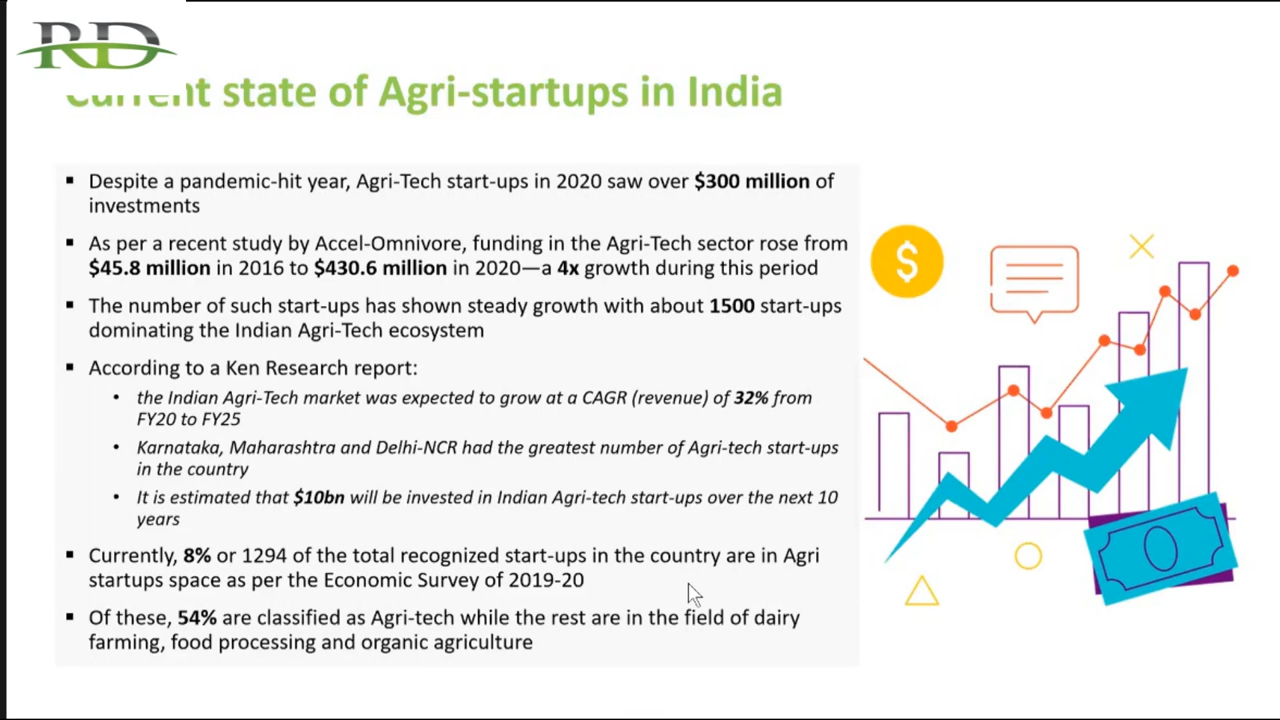 RD
Current state of Agri-startups in India
▪ Despite a pandemic-hit year, Agri-Tech start-ups in 2020 saw over $300 million of
investments
▪ As per a recent study by Accel-Omnivore, funding in the Agri-Tech sector rose from
$45.8 million in 2016 to $430.6 million in 2020—a 4x growth during this period
▪ The number of such start-ups has shown steady growth with about 1500 start-ups
dominating the Indian Agri-Tech ecosystem
▪ According to a Ken Research report:
• the Indian Agri-Tech market was expected to grow at a CAGR (revenue) of 32% from
FY20 to FY25
• Karnataka, Maharashtra and Delhi-NCR had the greatest number of Agri-tech start-ups
in the country
• It is estimated that $10bn will be invested in Indian Agri-tech start-ups over the next 10
years
▪ Currently, 8% or 1294 of the total recognized start-ups in the country are in Agri
startups space as per the Economic Survey of 2019-20
▪ Of these, 54% are classified as Agri-tech while the rest are in the field of dairy
farming, food processing and organic agriculture
$